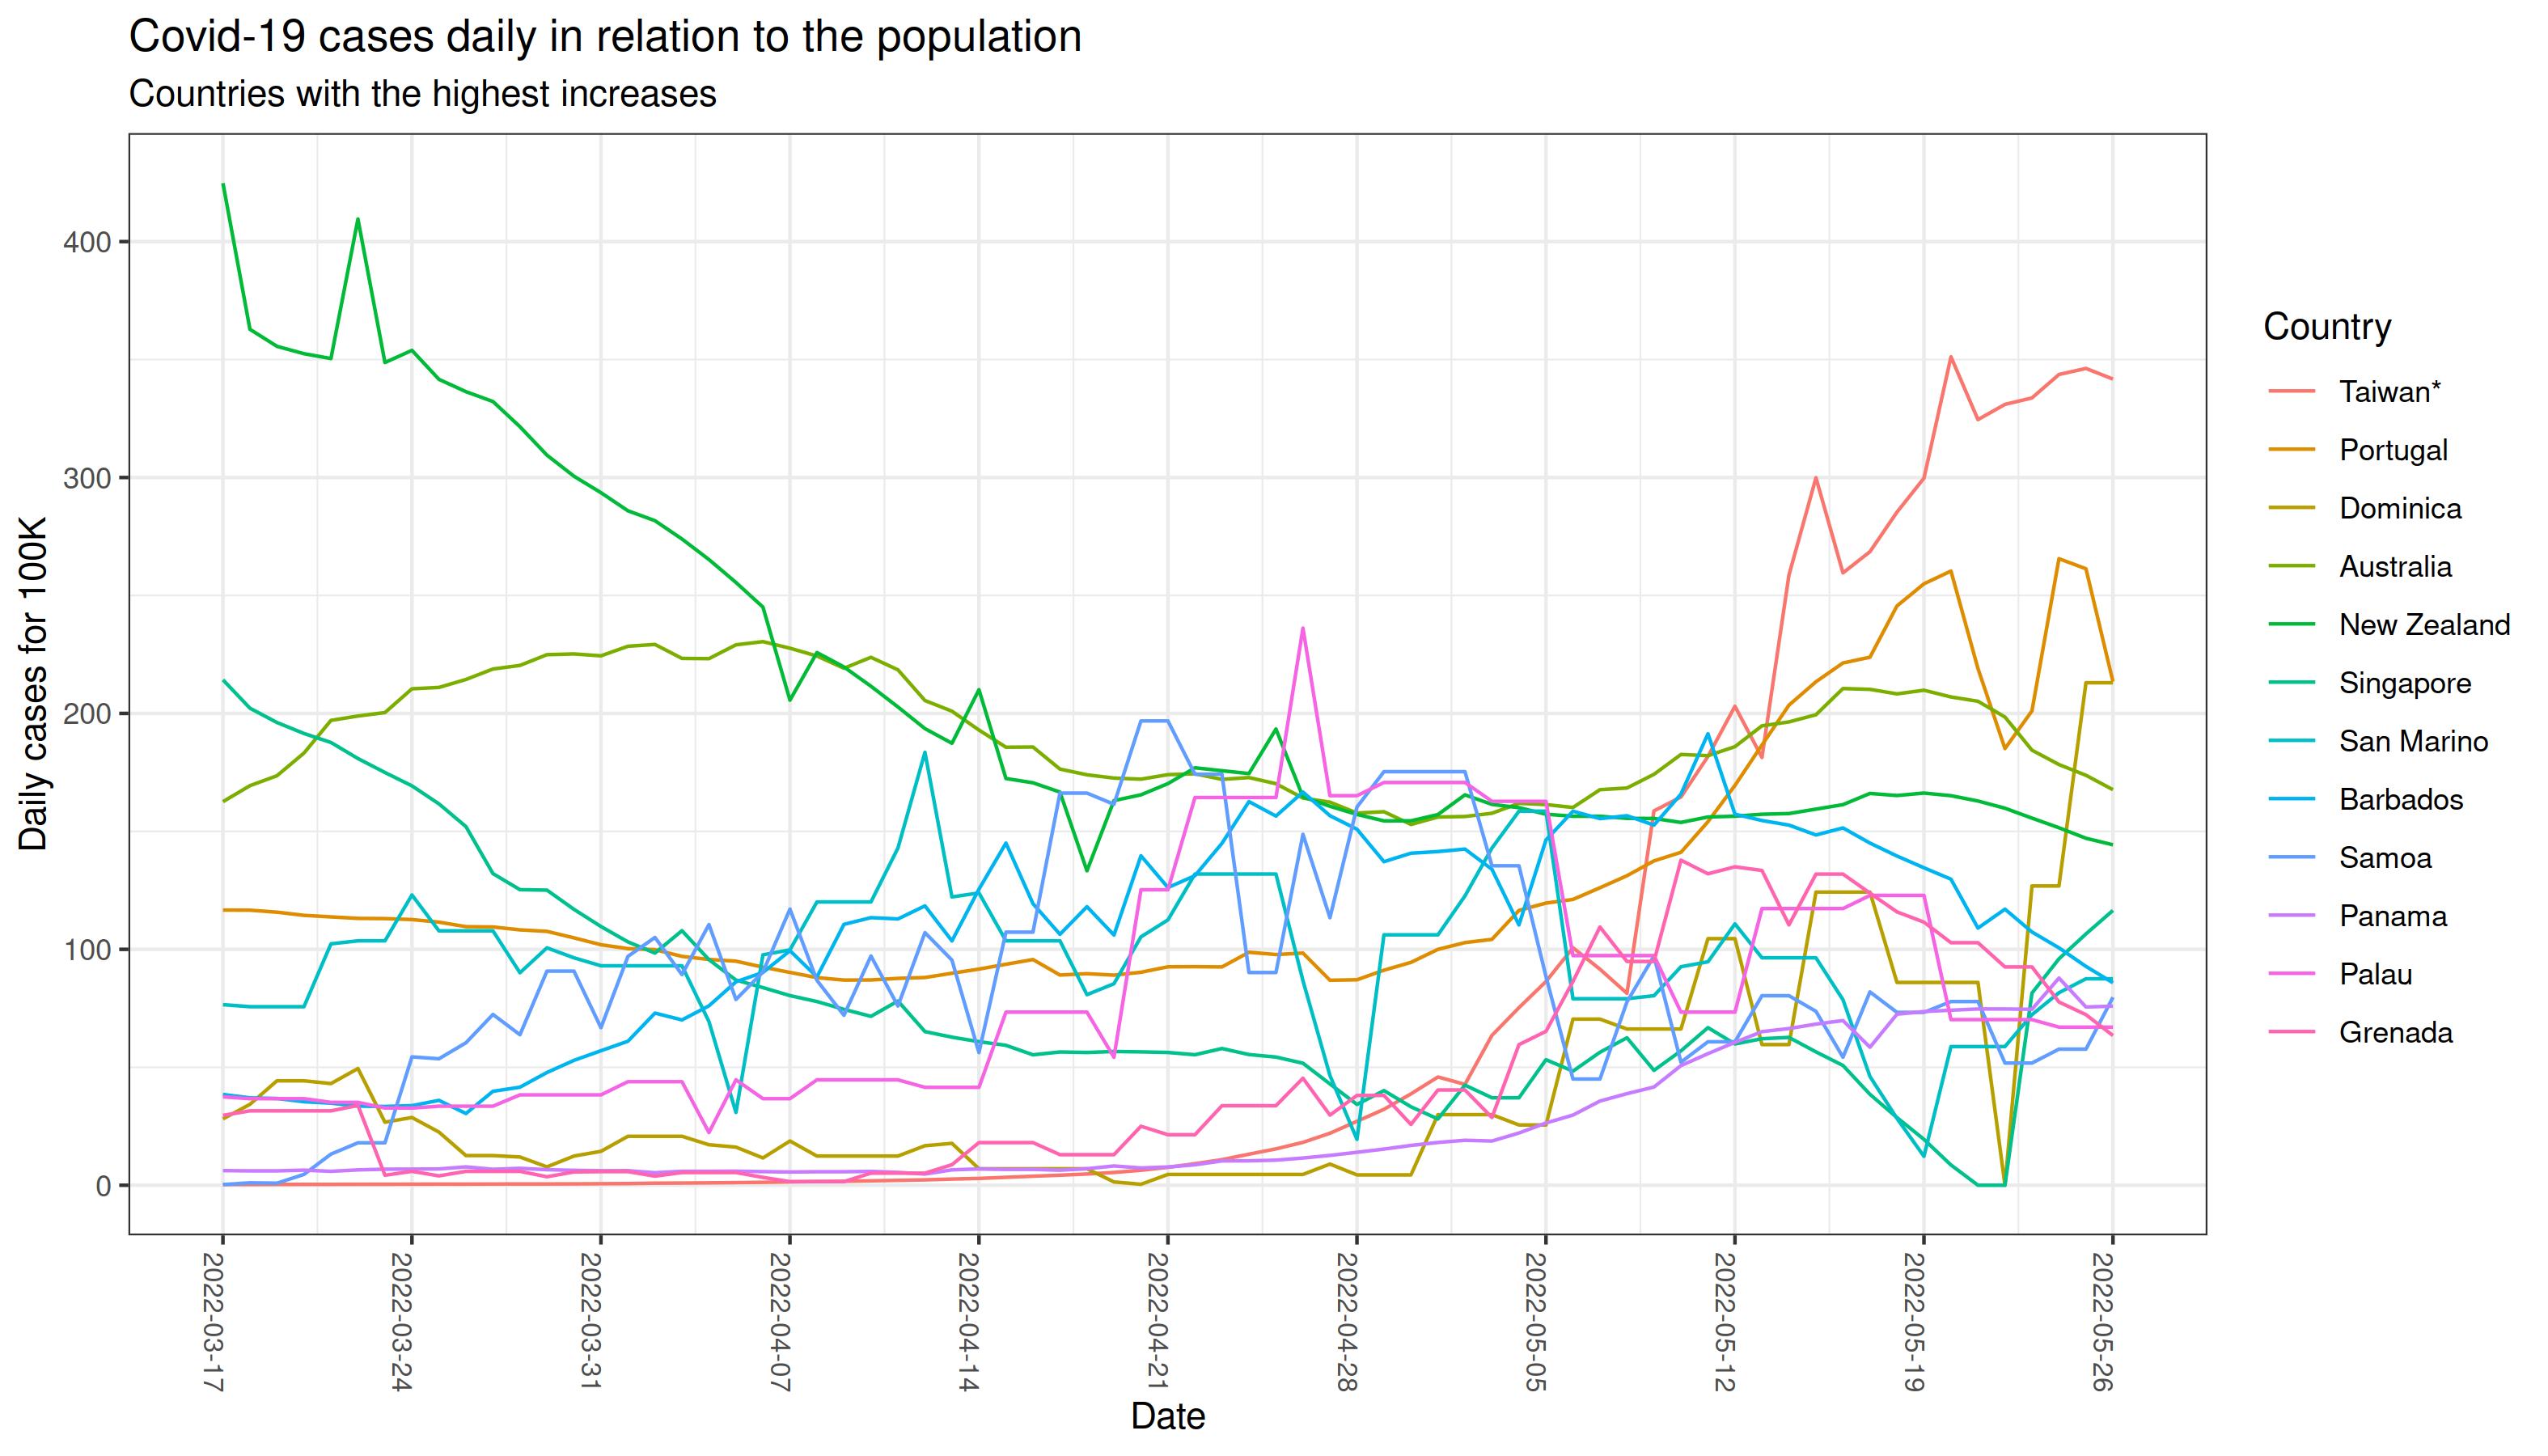 Covid-19 cases daily in relation to the population
Countries with the highest increases
Daily cases for 100K
400
300
200
100
0
2022-03-17
2022-03-24
2022-03-31
2022-04-07
2022-04-14
2022-04-21
2022-04-28
2022-05-05
2022-05-12
2022-05-19
2022-05-26
Date
Country
Taiwan*
Portugal
Dominica
Australia
New Zealand
Singapore
San Marino
Barbados
Samoa
Panama
Palau
Grenada